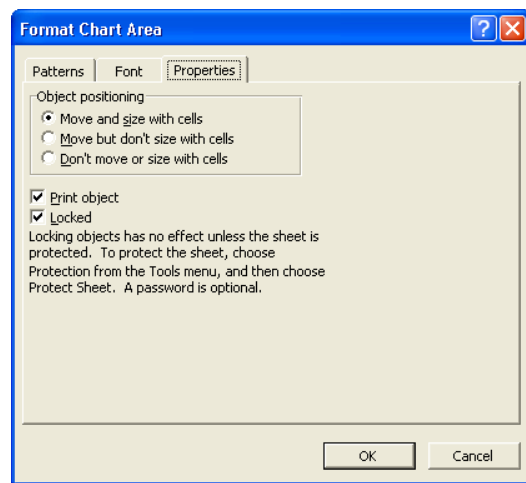 Format Chart Area
Patterns Font Properties
Object positioning
Move and size with cells
Move but don't size with cells
Don't move or size with cells
Print object
Locked
Locking objects has no effect unless the sheet is
protected. To protect the sheet, choose
Protection from the Tools menu, and then choose
Protect Sheet. A password is optional.
OK Cancel